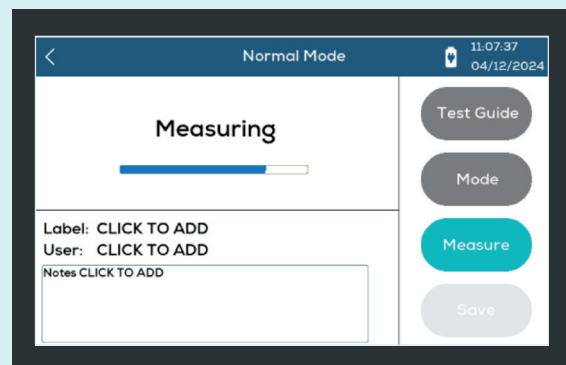 Normal Mode
11:07:37
04/12/2024
Measuring
Label: CLICK TO ADD
User: CLICK TO ADD
Notes CLICK TO ADD
Test Guide
Mode
Measure
Save